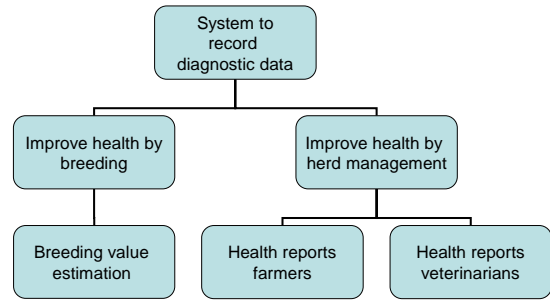 System to
record
diagnostic data
Improve health by
breeding
Improve health by
herd management
Breeding value
estimation
Health reports
farmers
Health reports
veterinarians